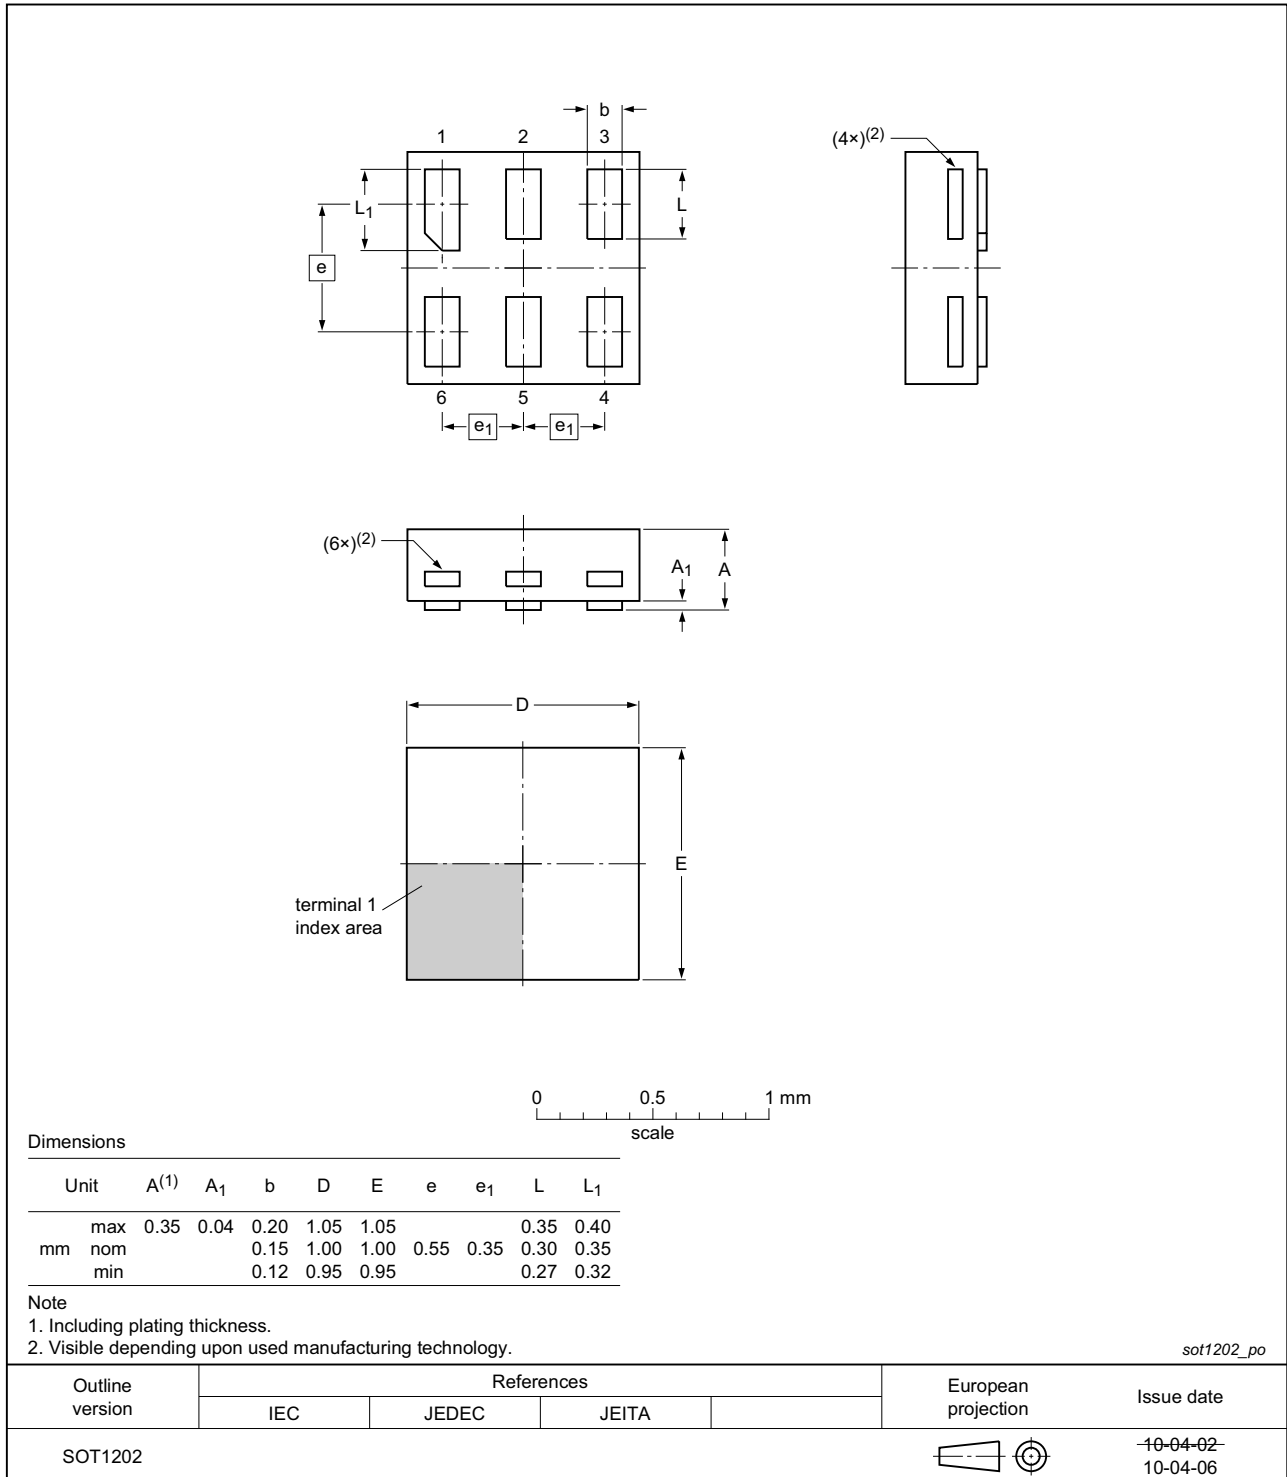 b
1 2 3
(4×)(2)
L1
L
e
6 5 4
e1 e1
(6×)(2)
A1 A
D
E
terminal 1
index area
0 0.5 1 mm
scale
Dimensions
Unit A(1) A1 b D E e e1 L L1
max 0.35 0.04 0.20 1.05 1.05 0.35 0.40
mm nom 0.15 1.00 1.00 0.55 0.35 0.30 0.35
min 0.12 0.95 0.95 0.27 0.32
Note
1. Including plating thickness.
2. Visible depending upon used manufacturing technology.
sot1202_po
Outline
version
References
IEC JEDEC JEITA
European
projection
Issue date
SOT1202
10-04-02
10-04-06